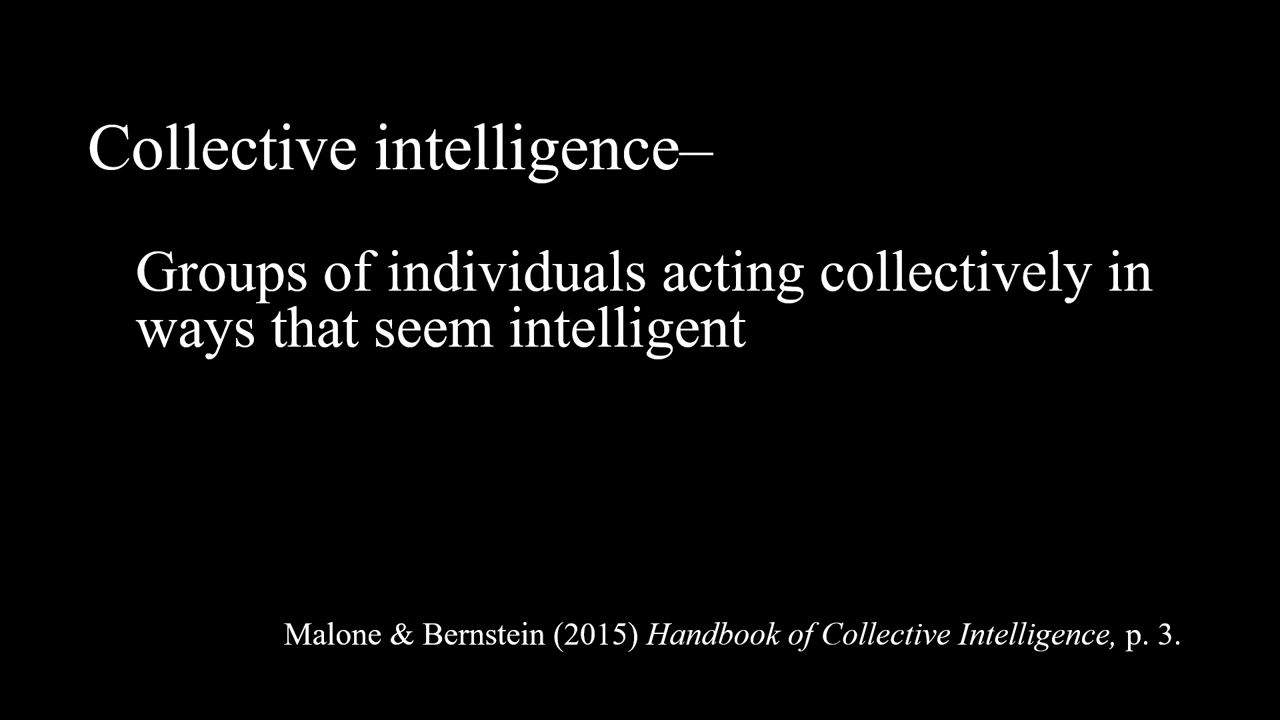 Collective intelligence–
Groups of individuals acting collectively in
ways that seem intelligent
Malone & Bernstein (2015) Handbook of Collective Intelligence, p. 3.